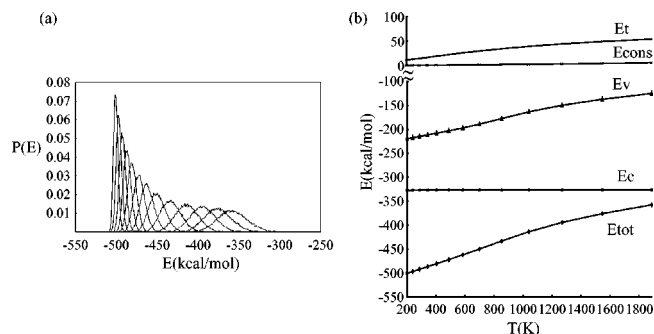 (a)
0.08
0.07
0.06
0.05
0.04
0.03
0.02
0.01
P(E)
-550 -500 -450 -400 -350 -300 -250
E(kcal/mol)
(b)
100
50
0
-100
-150
-200
-250
-300
350
-400
-450
-500
-550
E(kcal/mol)
Et
Econs
Ev
Ec
Etot
200 400 600 800 1000 1200 1400 1600 1800
T(K)